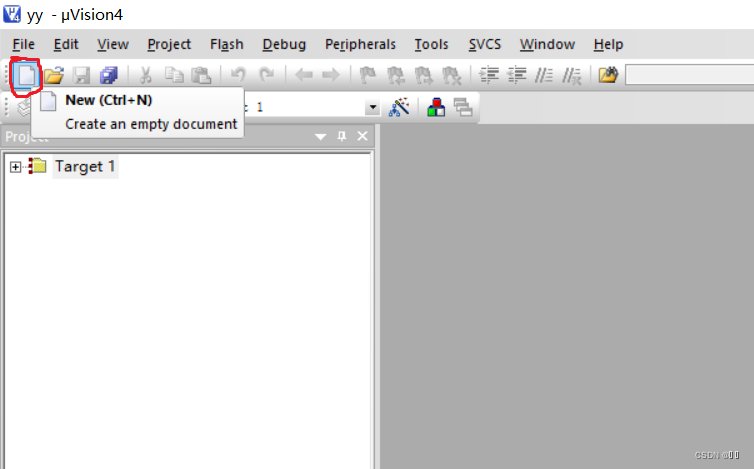 yy - µVision4
File Edit View Project Flash Debug Peripherals Tools SVCS Window Help
New (Ctrl+N)
Create an empty document
1
Project
Target 1
CSDN @